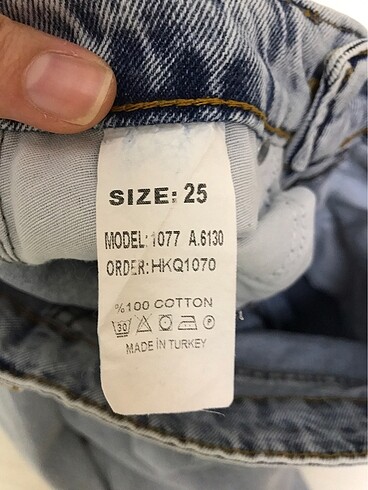 SIZE: 25
MODEL: 1077 A.6130
ORDER: HKQ1070
%100 COTTON
30 P
MADE İN TURKEY